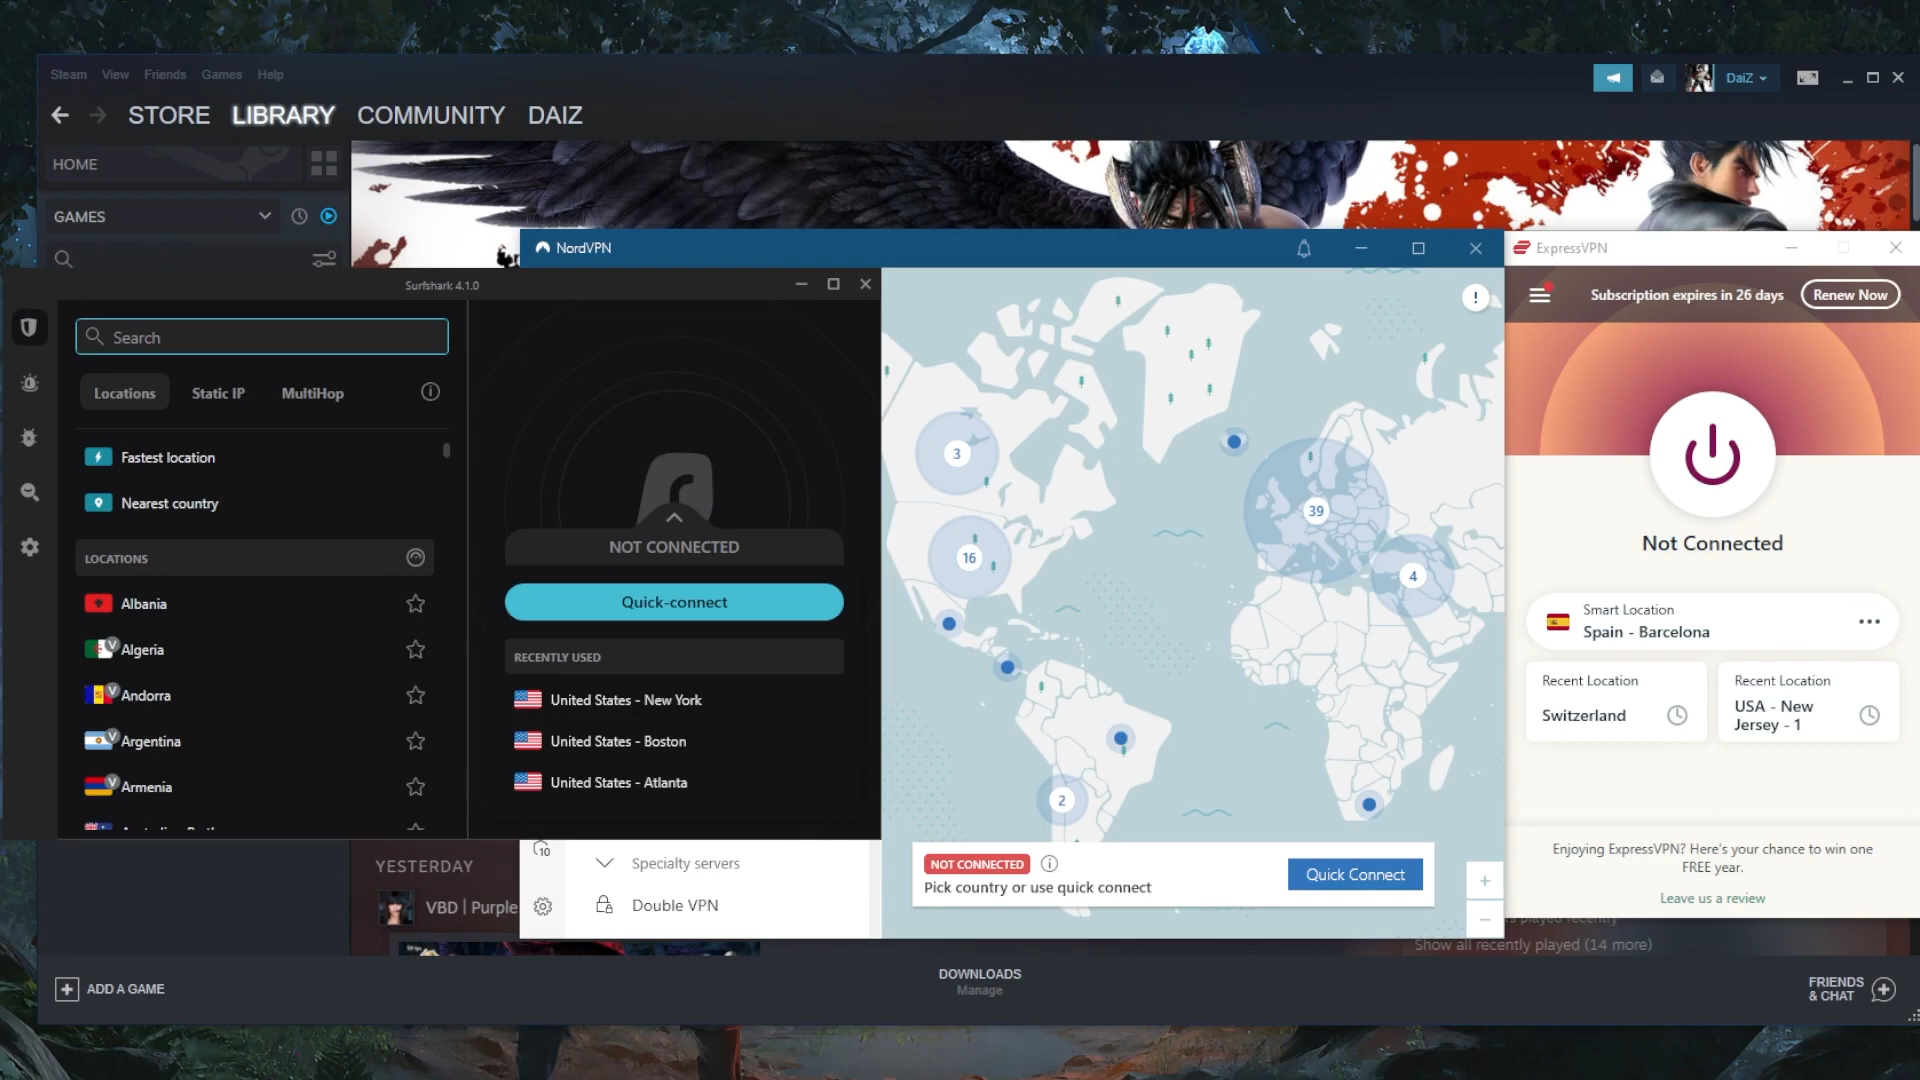 Steam View Friends Games Help
DaiZ
STORE LIBRARY COMMUNITY DAIZ
HOME
GAMES
NordVPN
ExpressVPN
Surfshark 4.1.0
Search
Locations Static IP MultiHop
Fastest location
Nearest country
LOCATIONS
Albania
V Algeria
V Andorra
V Argentina
V Armenia
NOT CONNECTED
Quick-connect
RECENTLY USED
United States - New York
United States - Boston
United States - Atlanta
!
3
16
39
4
2
10
Specialty servers
Double VPN
NOT CONNECTED
Pick country or use quick connect
Quick Connect
+
-
Subscription expires in 26 days Renew Now
Not Connected
Smart Location
Spain - Barcelona
Recent Location
Switzerland
Recent Location
USA - New
Jersey - 1
Enjoying ExpressVPN? Here's your chance to win one
FREE year.
Leave us a review
YESTERDAY
VBD | Purple
played recently
Show all recently played (14 more)
ADD A GAME
DOWNLOADS
Manage
FRIENDS
& CHAT